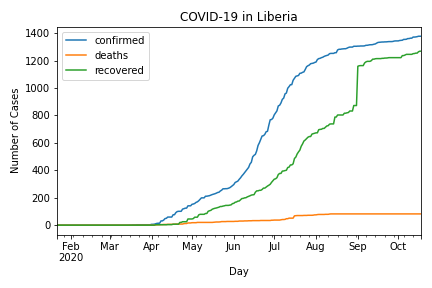 COVID-19 in Liberia
confirmed
deaths
recovered
Number of Cases
1400
1200
1000
800
600
400
200
0
Feb Mar Apr May Jun Jul Aug Sep Oct
2020
Day